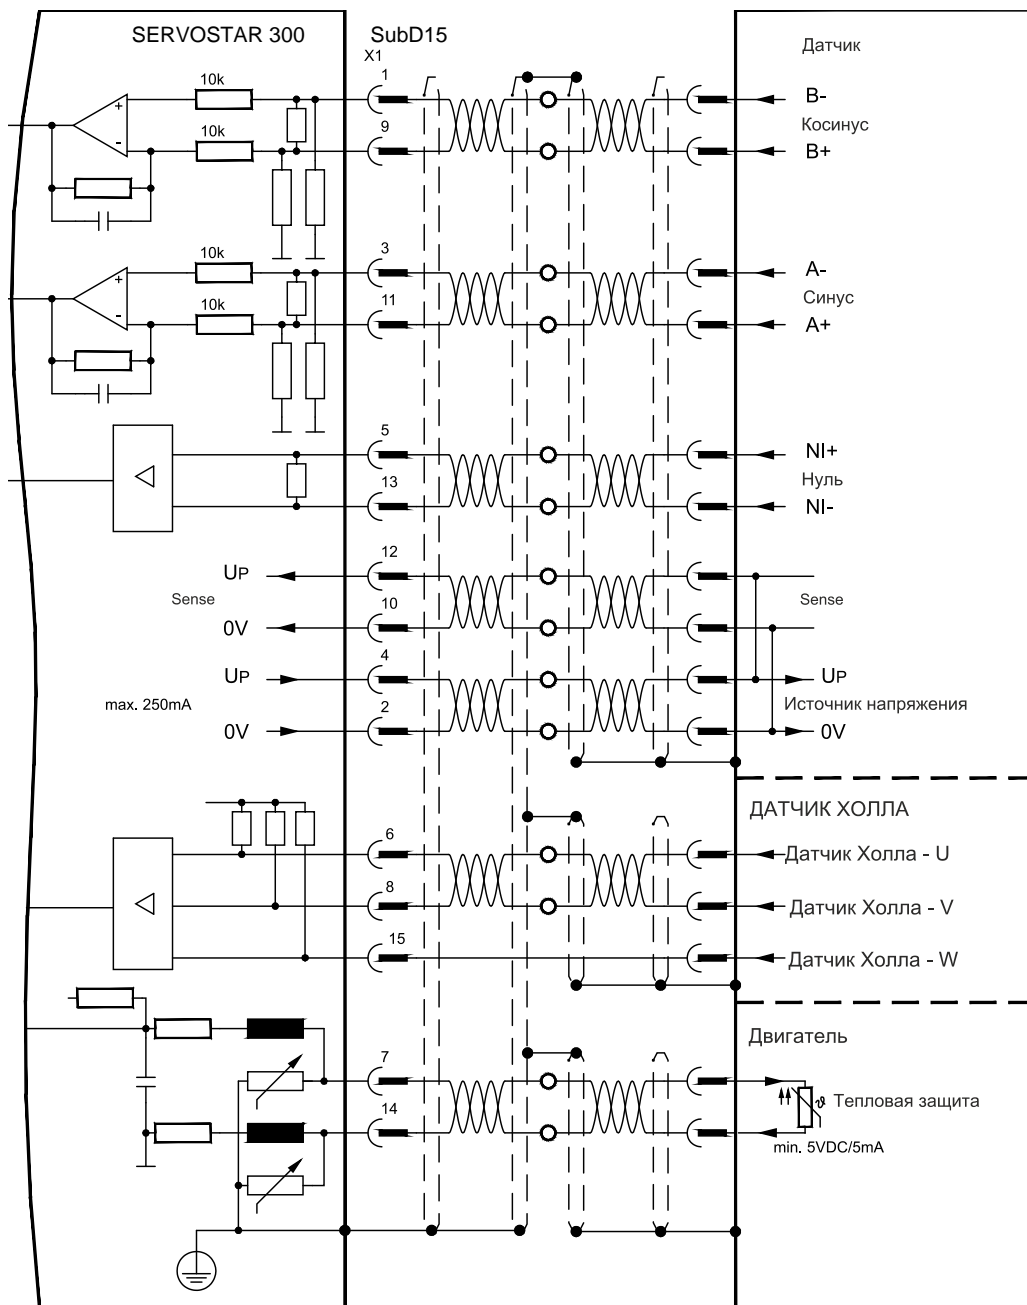 SERVOSTAR 300
SubD15
X1
Датчик
10k
1
B-
Косинус
10k
9
B+
+
-
10k
3
A-
Синус
10k
11
A+
+
-
5
NI+
Нуль
13
NI-
UP
12
Sense
Sense
0V
10
UP
4
UP
max. 250mA
Источник напряжения
0V
2
0V
ДАТЧИК ХОЛЛА
6
Датчик Холла - U
8
Датчик Холла - V
15
Датчик Холла - W
Двигатель
7
ϑ Тепловая защита
14
min. 5VDC/5mA